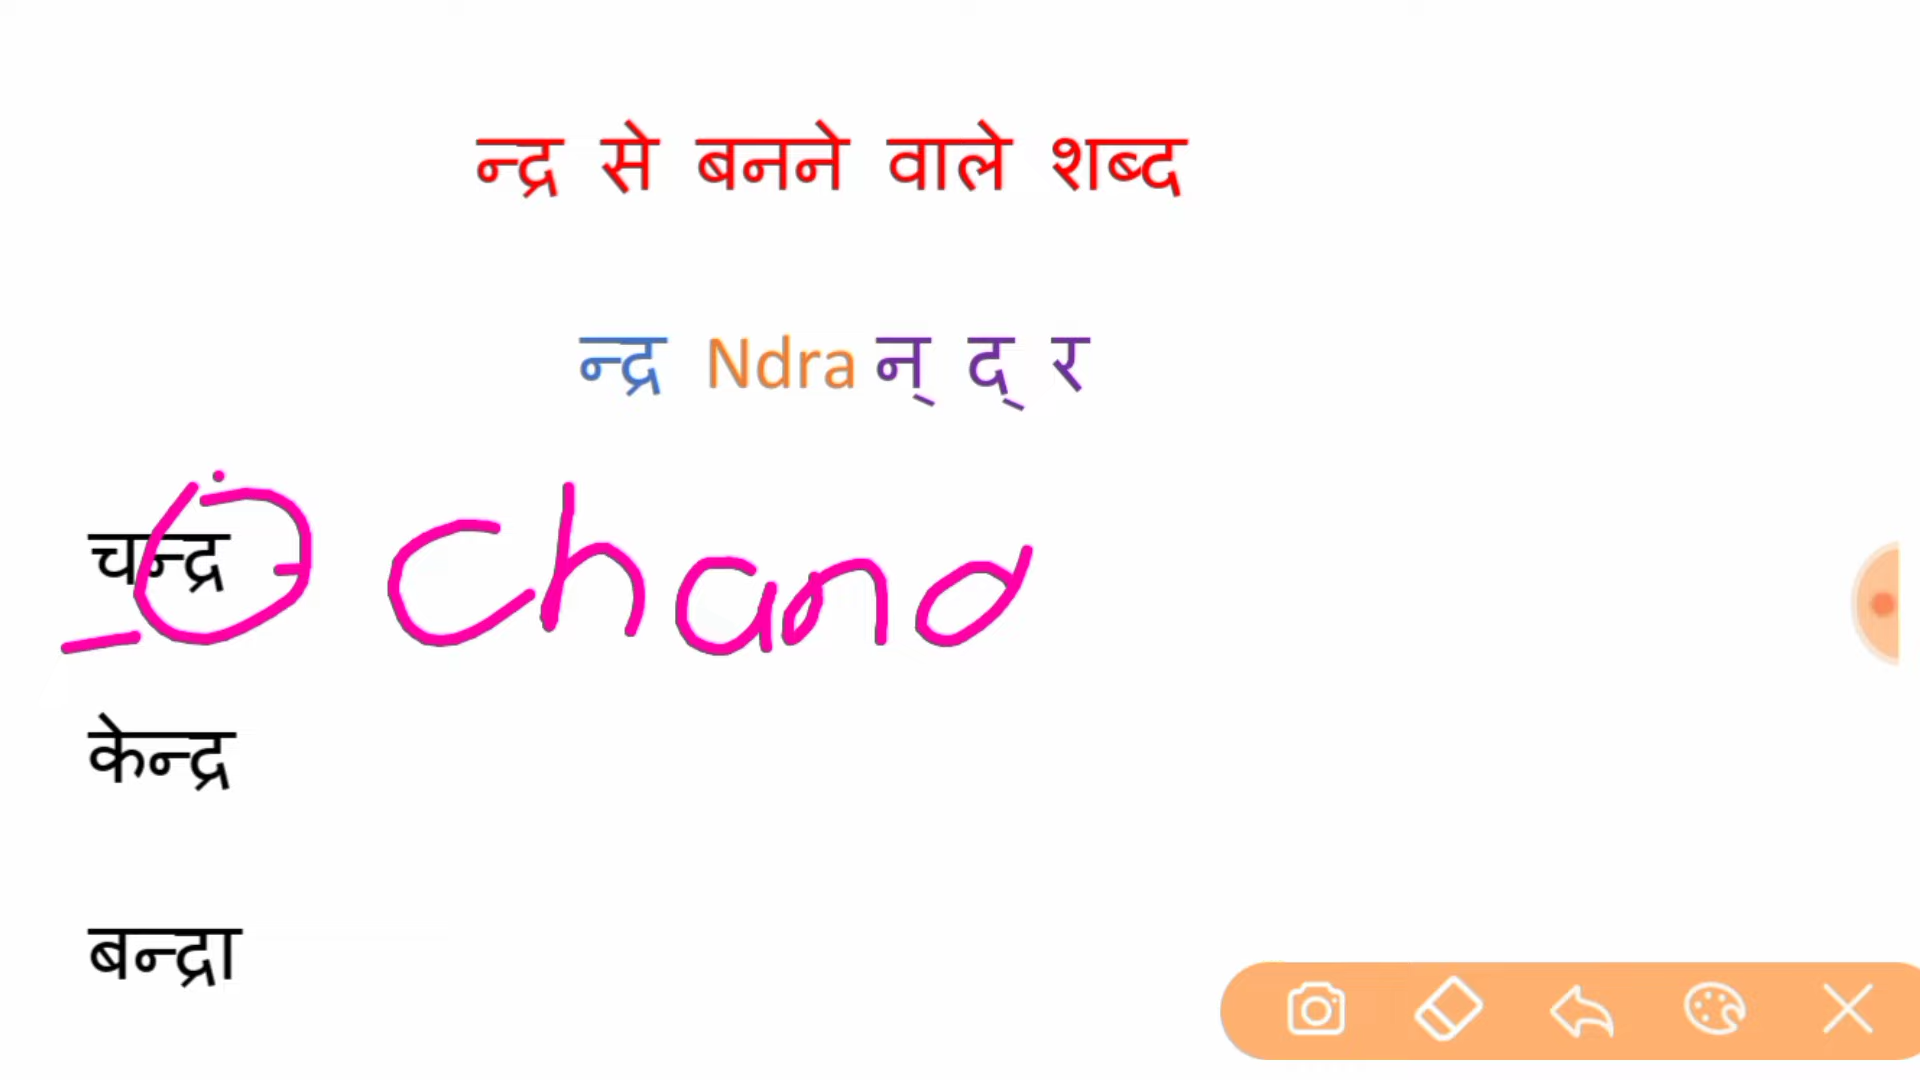 न्द्र से बनने वाले शब्द
न्द्र Ndra न् द् र
चन्द्र Chand
केन्द्र
बन्द्रा